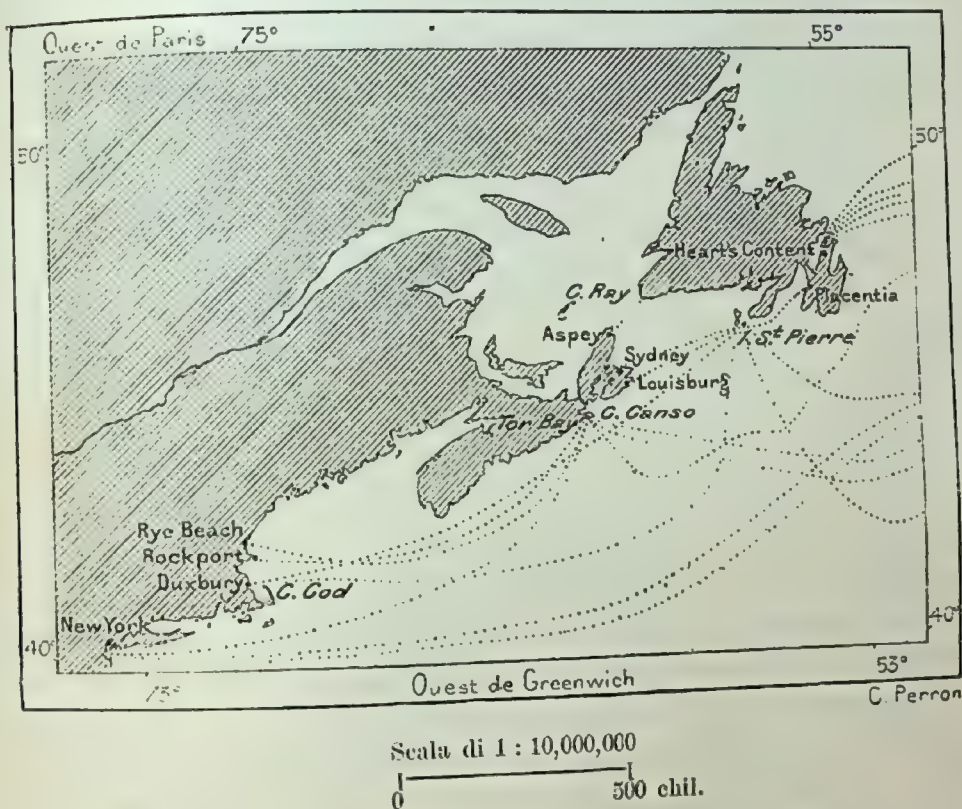 Ouest de Paris
75°
55°
50°
50°
Hearts Content
Placentia
C. Ray
I. St Pierre
Aspey
Sydney
Louisburg
C. Canso
Tor Bay
Rye Beach
Rockport
Duxbury
C. Cod
New York
40°
40°
73°
Ouest de Greenwich
53°
C. Perron
Scala di 1 : 10,000,000
0 500 chil.